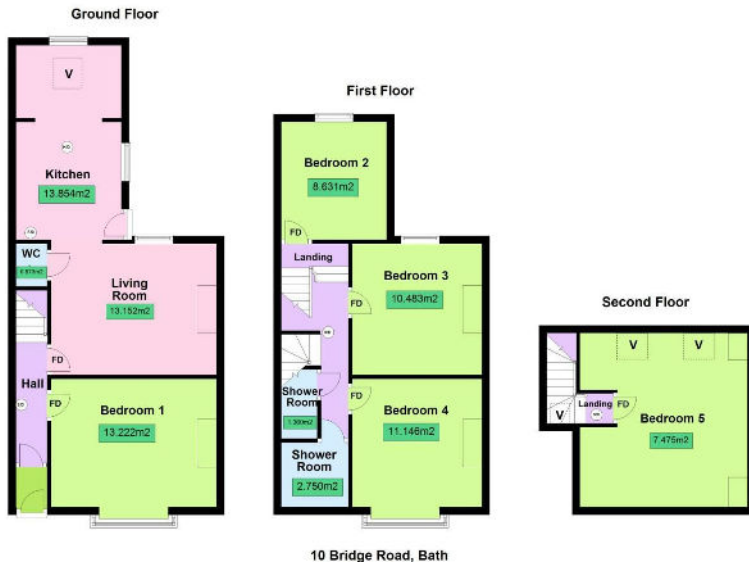 Ground Floor
V
Kitchen
13.854m2
WC
Living
Room
13.152m2
FD
Hall
FD
Bedroom 1
13.222m2
First Floor
Bedroom 2
8.631m2
FD
Landing
Bedroom 3
10.483m2
FD
Shower
Room
FD
Bedroom 4
11.146m2
Shower
Room
2.750m2
Second Floor
V
V
Landing
FD
V
Bedroom 5
7.475m2
10 Bridge Road, Bath